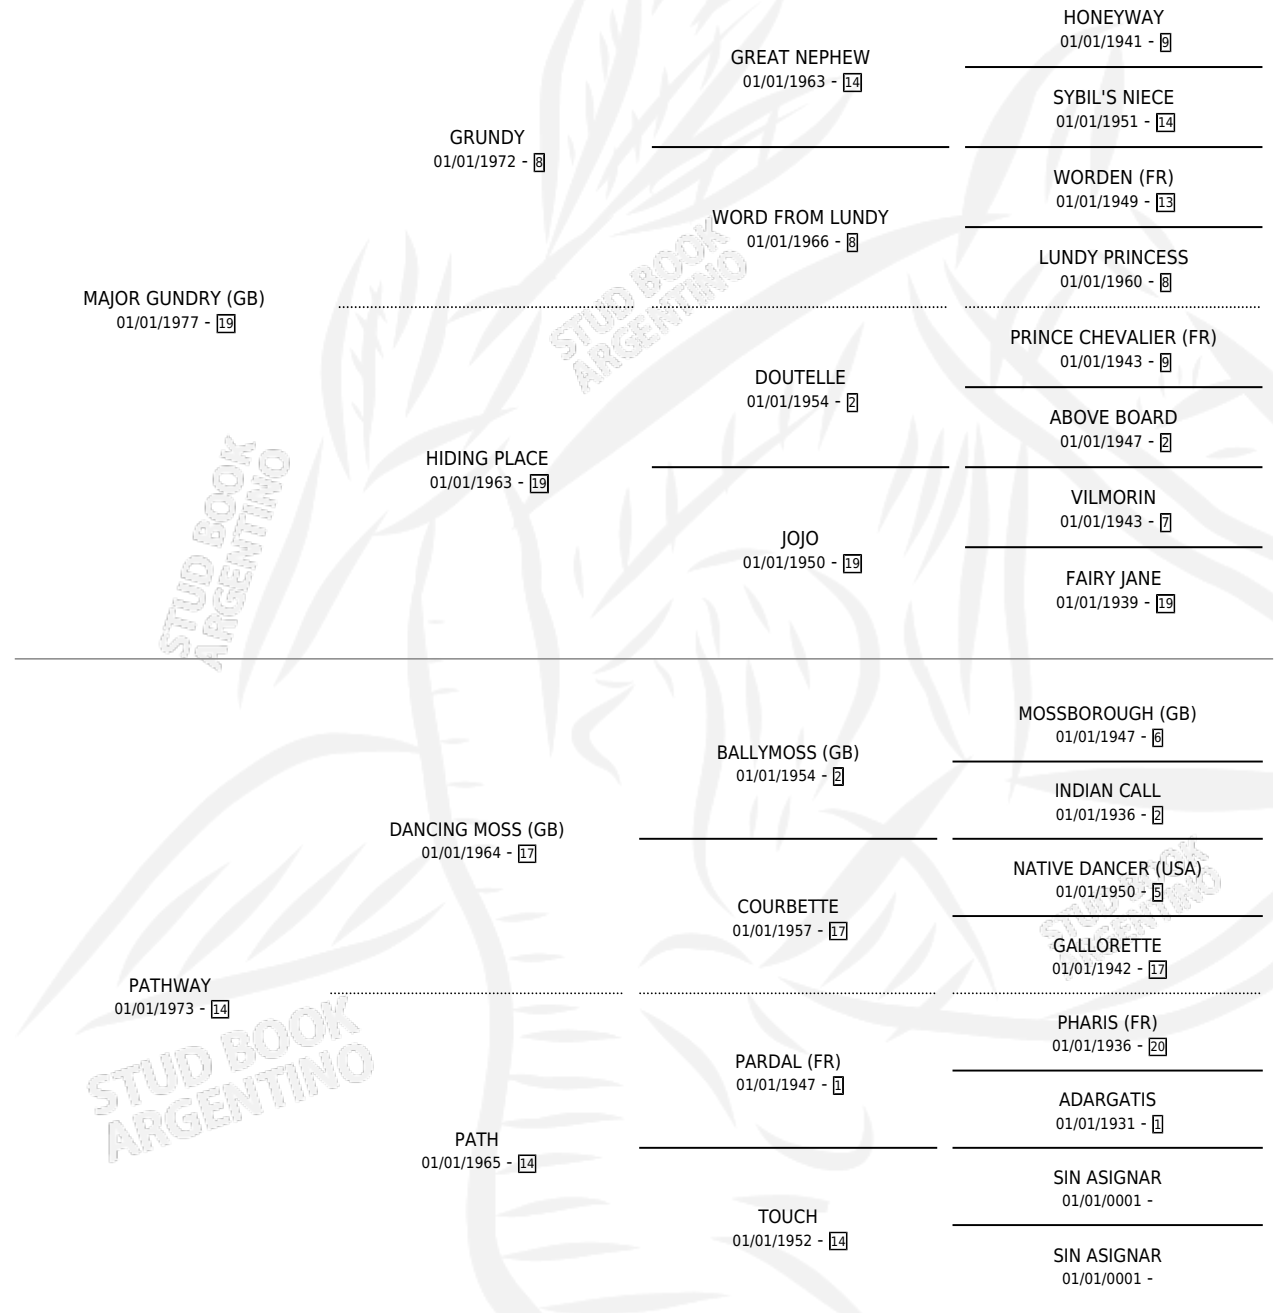 HONEYWAY
01/01/1941 - 9
GREAT NEPHEW
01/01/1963 - 14
SYBIL'S NIECE
01/01/1951 - 14
GRUNDY
01/01/1972 - 8
WORDEN (FR)
01/01/1949 - 13
WORD FROM LUNDY
01/01/1966 - 8
LUNDY PRINCESS
01/01/1960 - 8
MAJOR GUNDRY (GB)
01/01/1977 - 19
STUD BOOK
ARGENTINO
PRINCE CHEVALIER (FR)
01/01/1943 - 9
DOUTELLE
01/01/1954 - 2
ABOVE BOARD
01/01/1947 - 2
HIDING PLACE
01/01/1963 - 19
VILMORIN
01/01/1943 - 7
JOJO
01/01/1950 - 19
FAIRY JANE
01/01/1939 - 19
STUD BOOK
ARGENTINO
MOSSBOROUGH (GB)
01/01/1947 - 6
BALLYMOSS (GB)
01/01/1954 - 2
INDIAN CALL
01/01/1936 - 2
DANCING MOSS (GB)
01/01/1964 - 17
NATIVE DANCER (USA)
01/01/1950 - 5
COURBETTE
01/01/1957 - 17
GALLORETTE
01/01/1942 - 17
STUD BOOK
ARGENTINO
PATHWAY
01/01/1973 - 14
PHARIS (FR)
01/01/1936 - 20
PARDAL (FR)
01/01/1947 - 1
ADARGATIS
01/01/1931 - 1
STUD BOOK
ARGENTINO
PATH
01/01/1965 - 14
SIN ASIGNAR
01/01/0001 -
TOUCH
01/01/1952 - 14
SIN ASIGNAR
01/01/0001 -